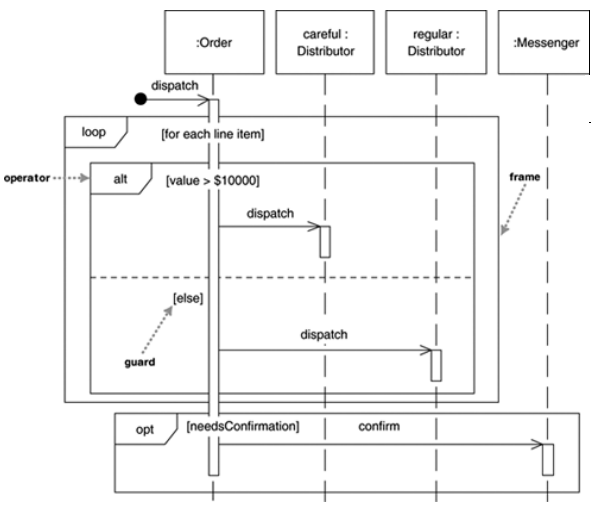 :Order
careful :
Distributor
regular :
Distributor
:Messenger
dispatch
loop
[for each line item]
operator
alt
[value > $10000]
frame
dispatch
[else]
dispatch
guard
opt
[needsConfirmation]
confirm